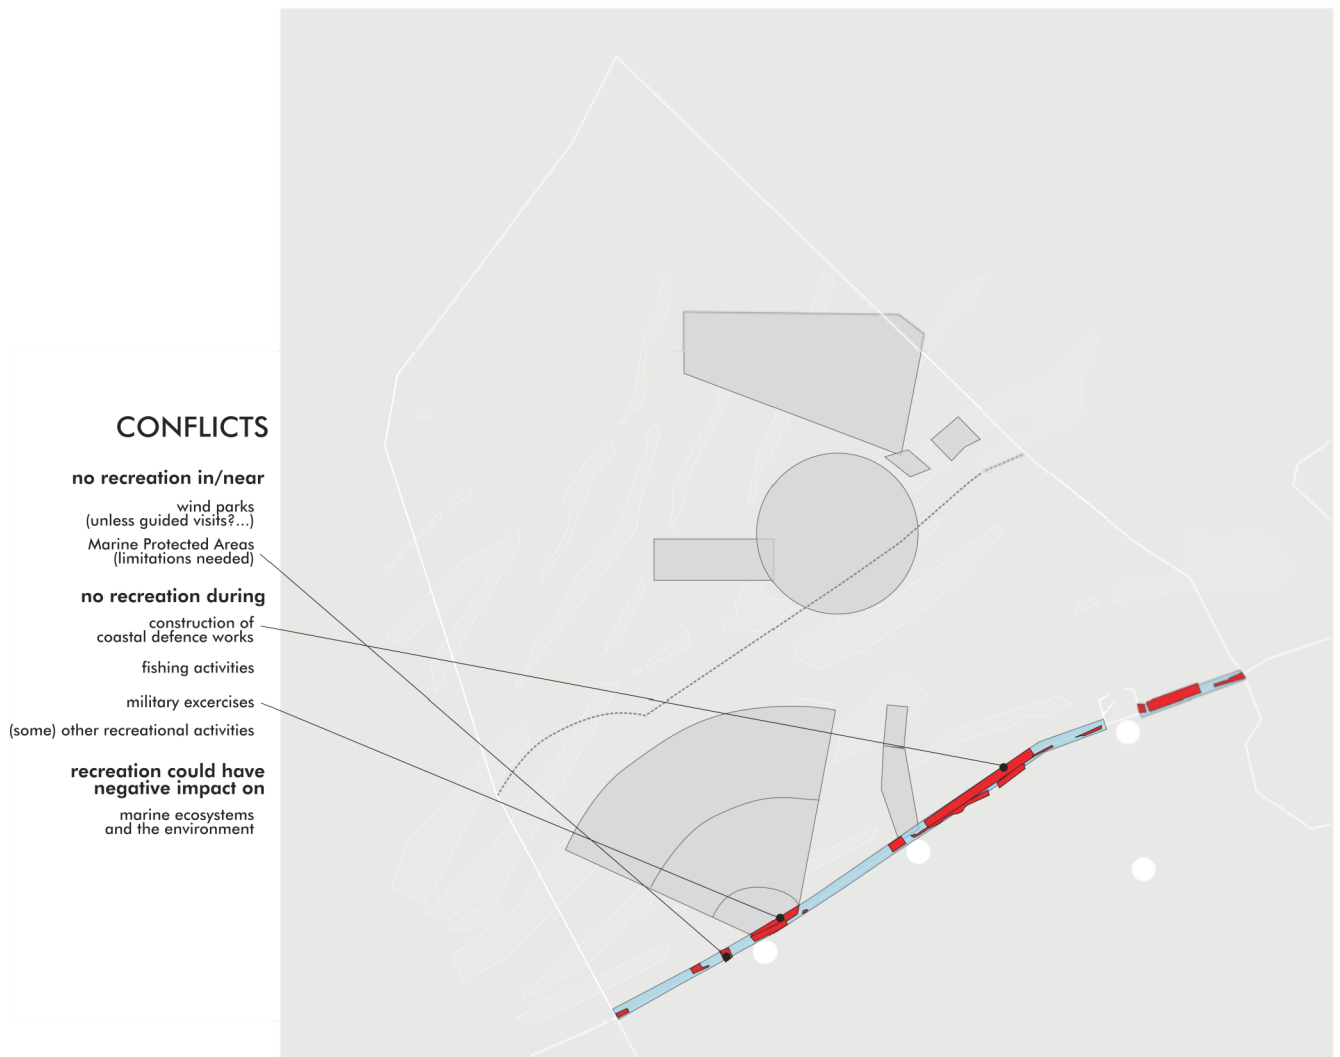 CONFLICTS
no recreation in/near
wind parks
(unless guided visits?...)
Marine Protected Areas
(limitations needed)
no recreation during
construction of
coastal defence works
fishing activities
military excercises
(some) other recreational activities
recreation could have
negative impact on
marine ecosystems
and the environment